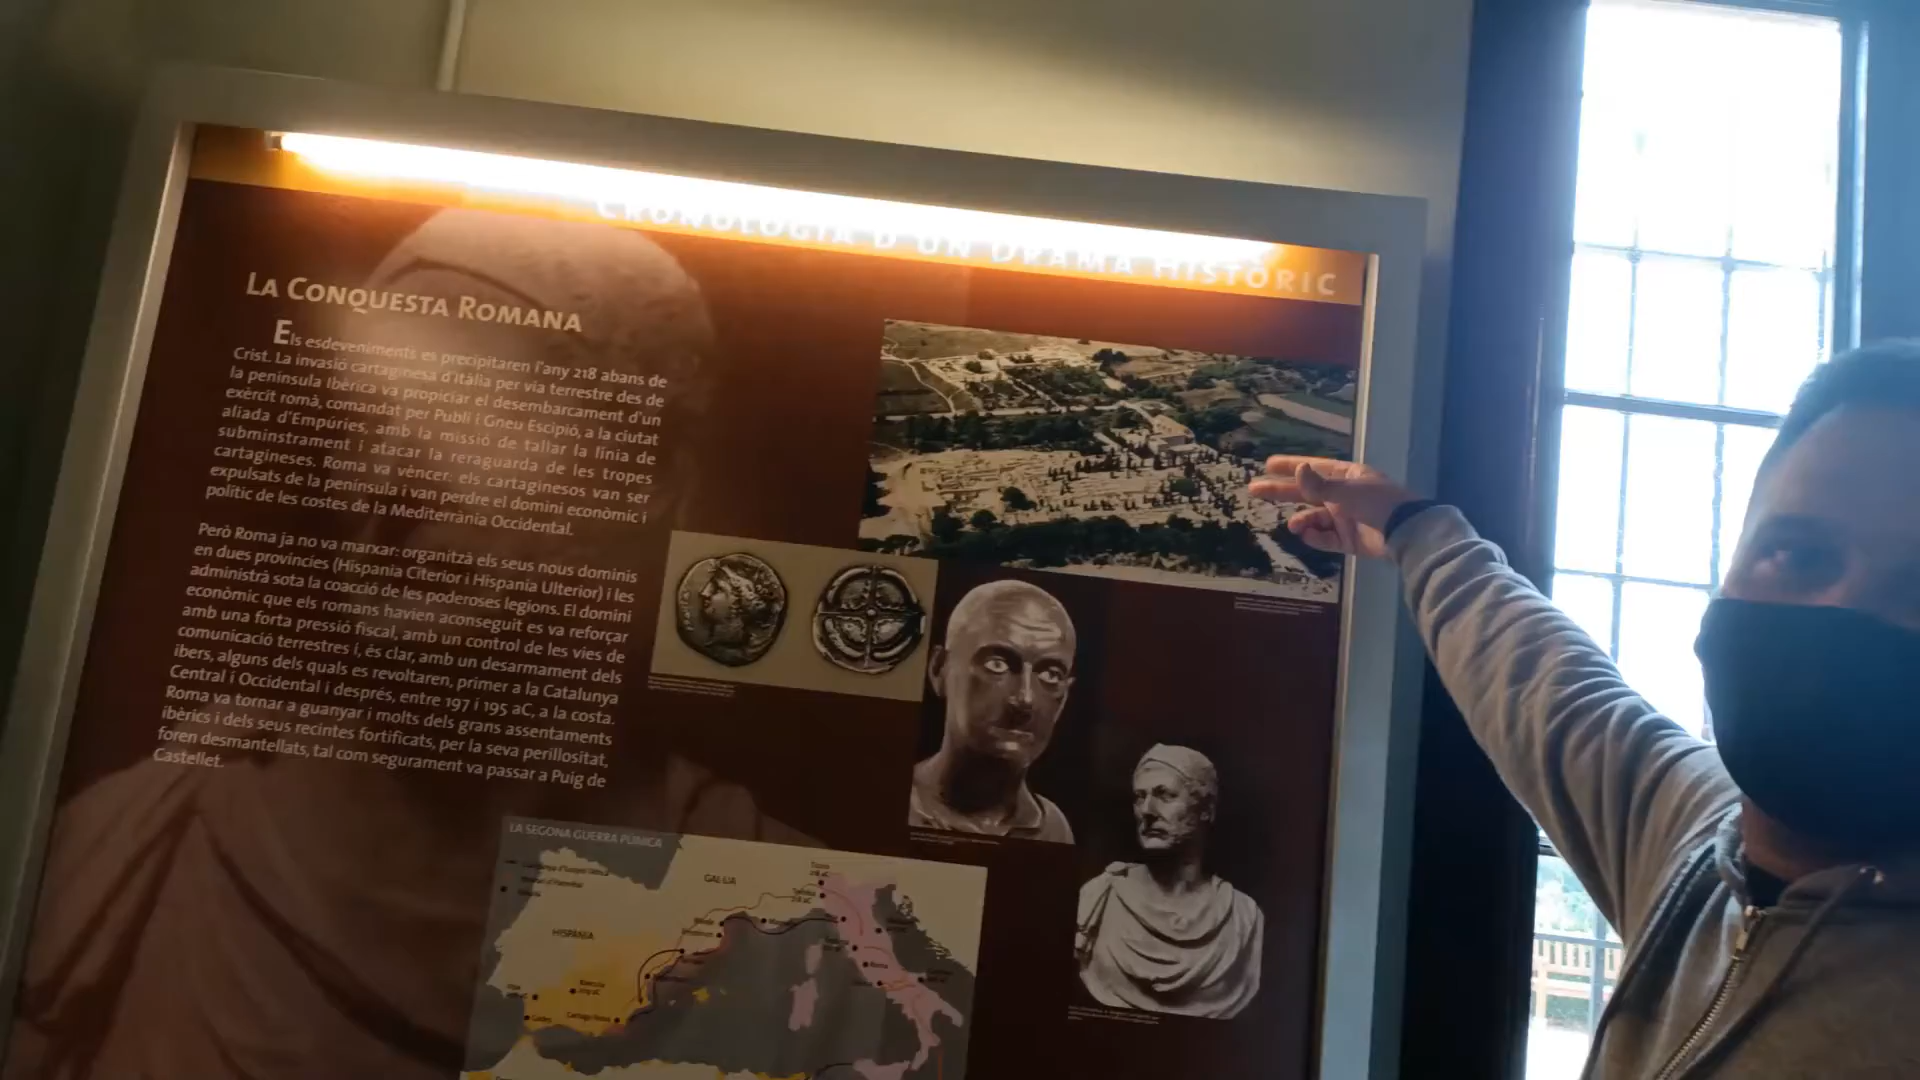 CRONOLOGIA D'UN DRAMA HISTÒRIC
LA CONQUESTA ROMANA
Els esdeveniments es precipitaren l'any 218 abans de
Crist. La invasió cartaginesa d'Itàlia per via terrestre des de
la península Ibèrica va propiciar el desembarcament d'un
exèrcit romà, comandat per Publi i Gneu Escipió, a la ciutat
aliada d'Empúries, amb la missió de tallar la línia de
subministrament i atacar la reraguarda de les tropes
cartagineses. Roma va vèncer: els cartaginesos van ser
expulsats de la península i van perdre el domini econòmic i
polític de les costes de la Mediterrània Occidental.
Però Roma ja no va marxar: organitzà els seus nous dominis
en dues províncies (Hispania Citerior i Hispania Ulterior) i les
administrà sota la coacció de les poderoses legions. El domini
econòmic que els romans havien aconseguit es va reforçar
amb una forta pressió fiscal, amb un control de les vies de
comunicació terrestres i, és clar, amb un desarmament dels
ibers, alguns dels quals es revoltaren, primer a la Catalunya
Central i Occidental i després, entre 197 i 195 aC, a la costa.
Roma va tornar a guanyar i molts dels grans assentaments
ibèrics i dels seus recintes fortificats, per la seva perillositat,
foren desmantellats, tal com segurament va passar a Puig de
Castellet.
LA SEGONA GUERRA PÚNICA
GAL·LIA
HISPÀNIA
Roma
Gades
Cartago Nova